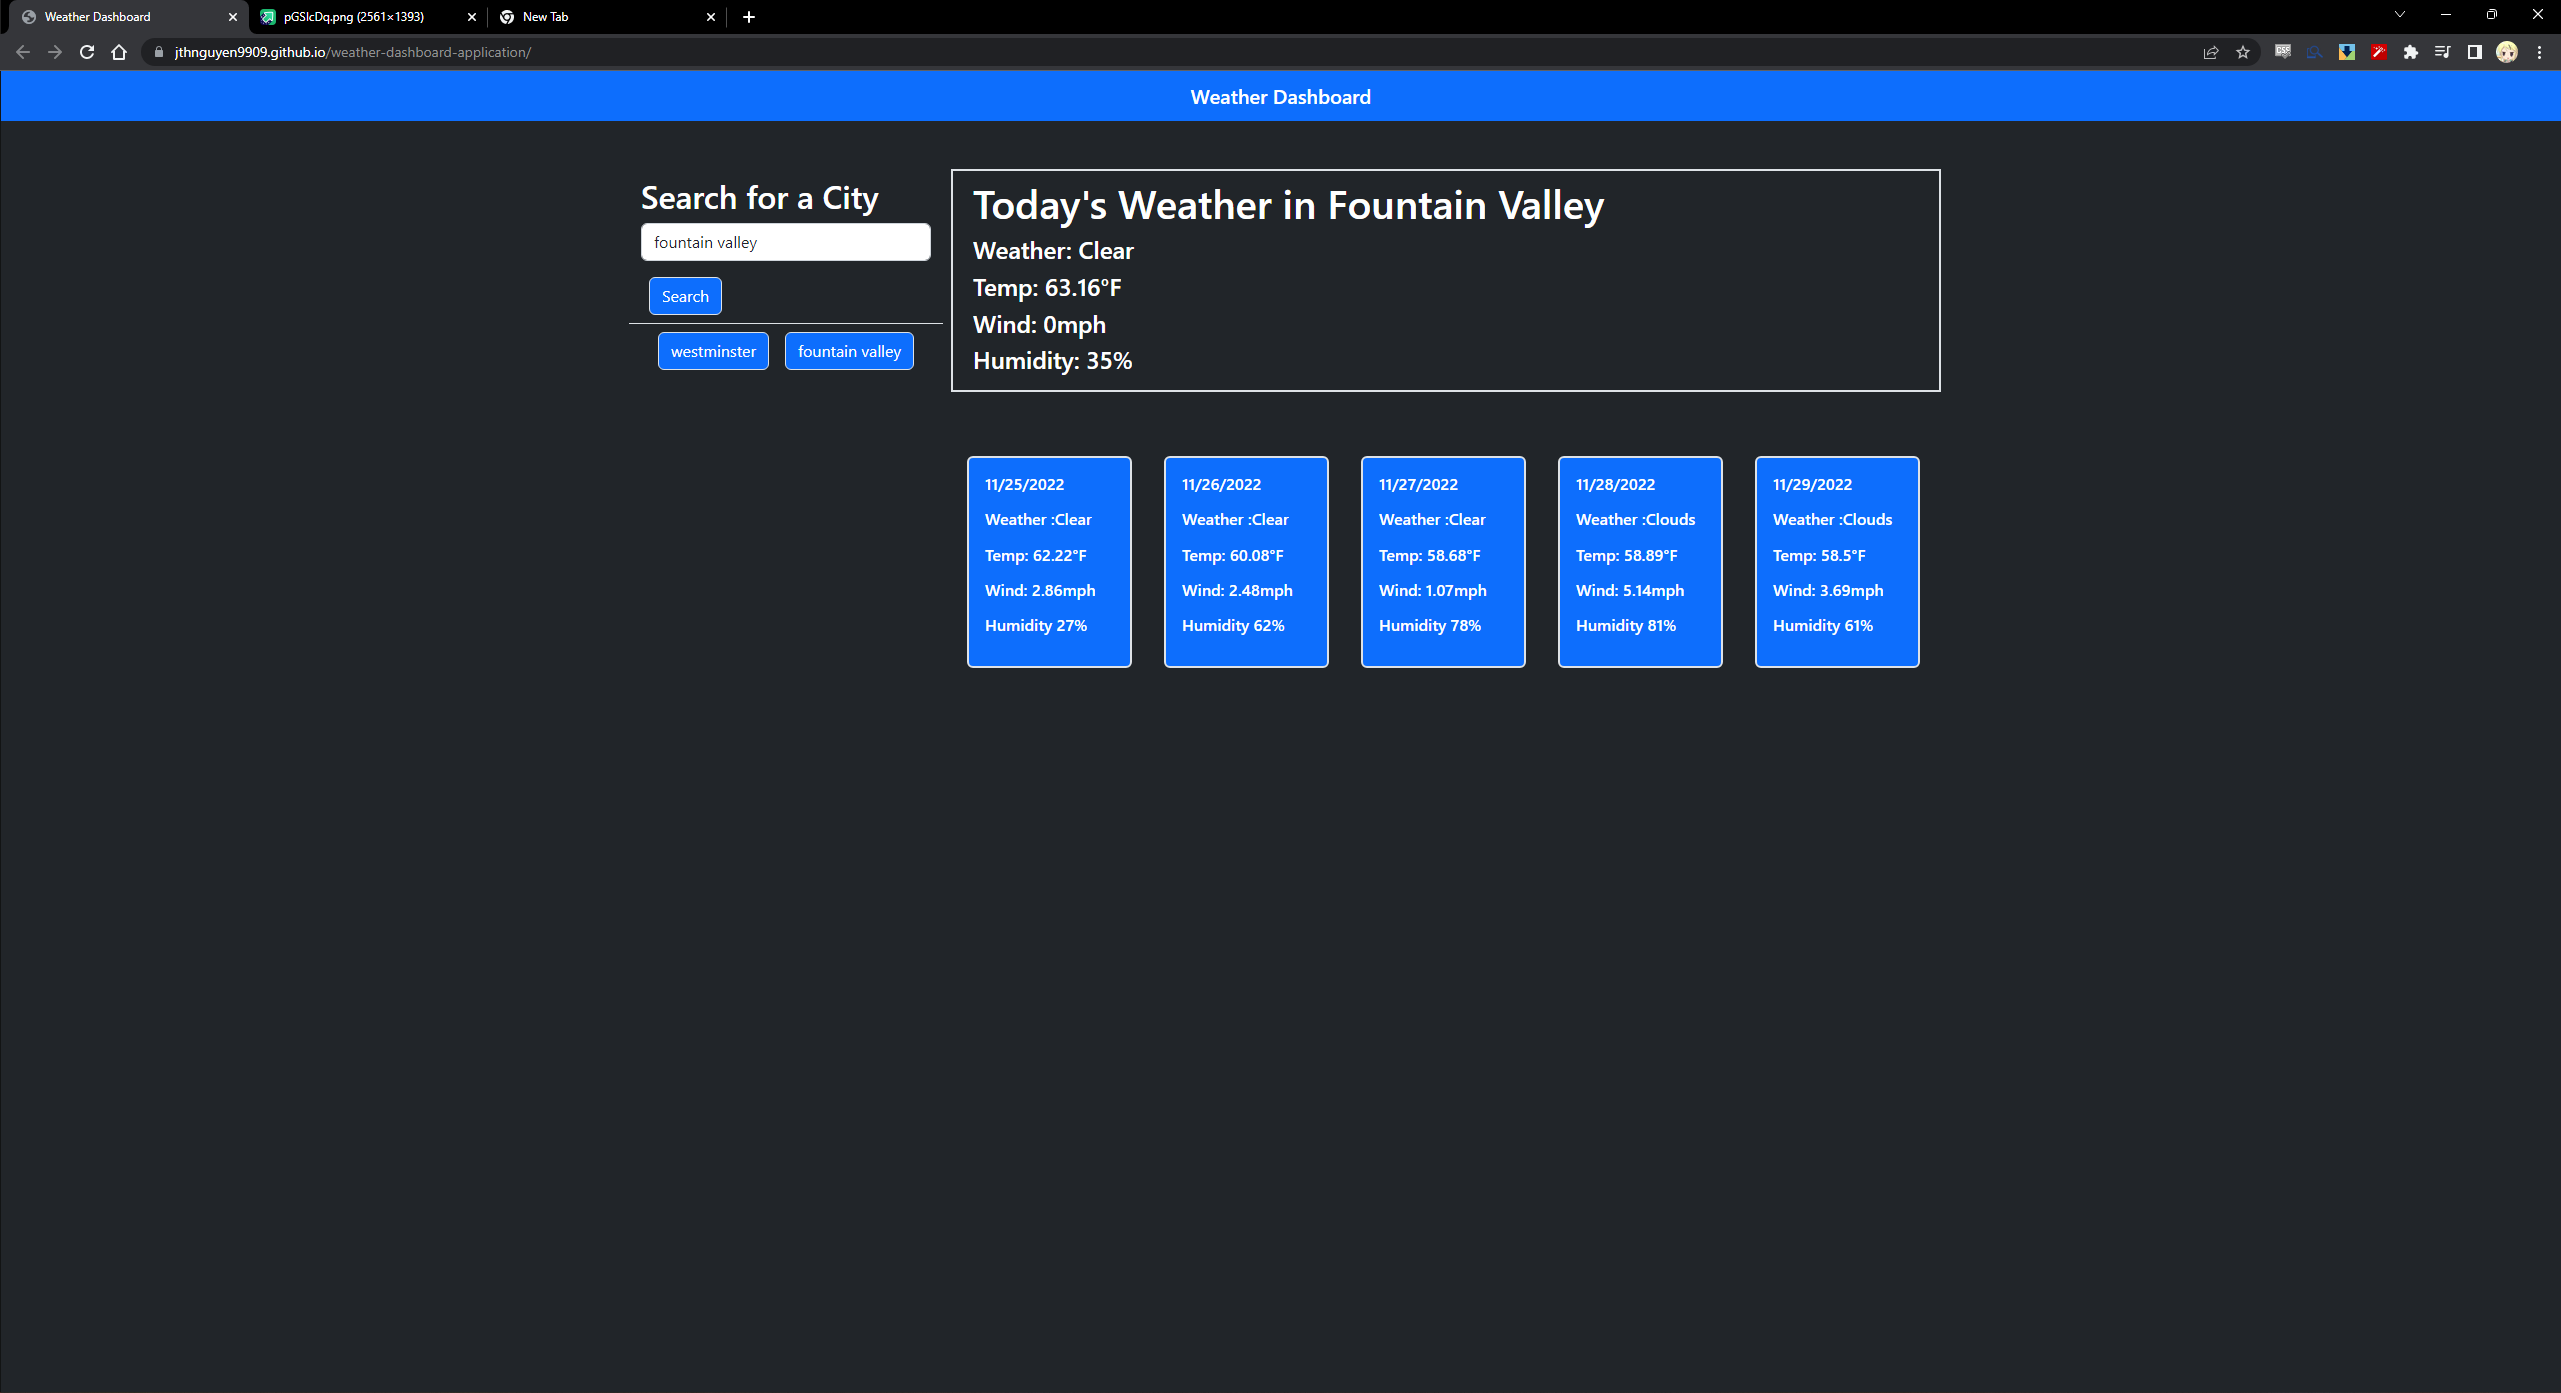 Weather Dashboard
pGSlcDq.png (2561×1393)
New Tab
jthnguyen9909.github.io/weather-dashboard-application/
Weather Dashboard
Search for a City
fountain valley
Search
westminster fountain valley
Today's Weather in Fountain Valley
Weather: Clear
Temp: 63.16°F
Wind: 0mph
Humidity: 35%
11/25/2022
Weather :Clear
Temp: 62.22°F
Wind: 2.86mph
Humidity 27%
11/26/2022
Weather :Clear
Temp: 60.08°F
Wind: 2.48mph
Humidity 62%
11/27/2022
Weather :Clear
Temp: 58.68°F
Wind: 1.07mph
Humidity 78%
11/28/2022
Weather :Clouds
Temp: 58.89°F
Wind: 5.14mph
Humidity 81%
11/29/2022
Weather :Clouds
Temp: 58.5°F
Wind: 3.69mph
Humidity 61%